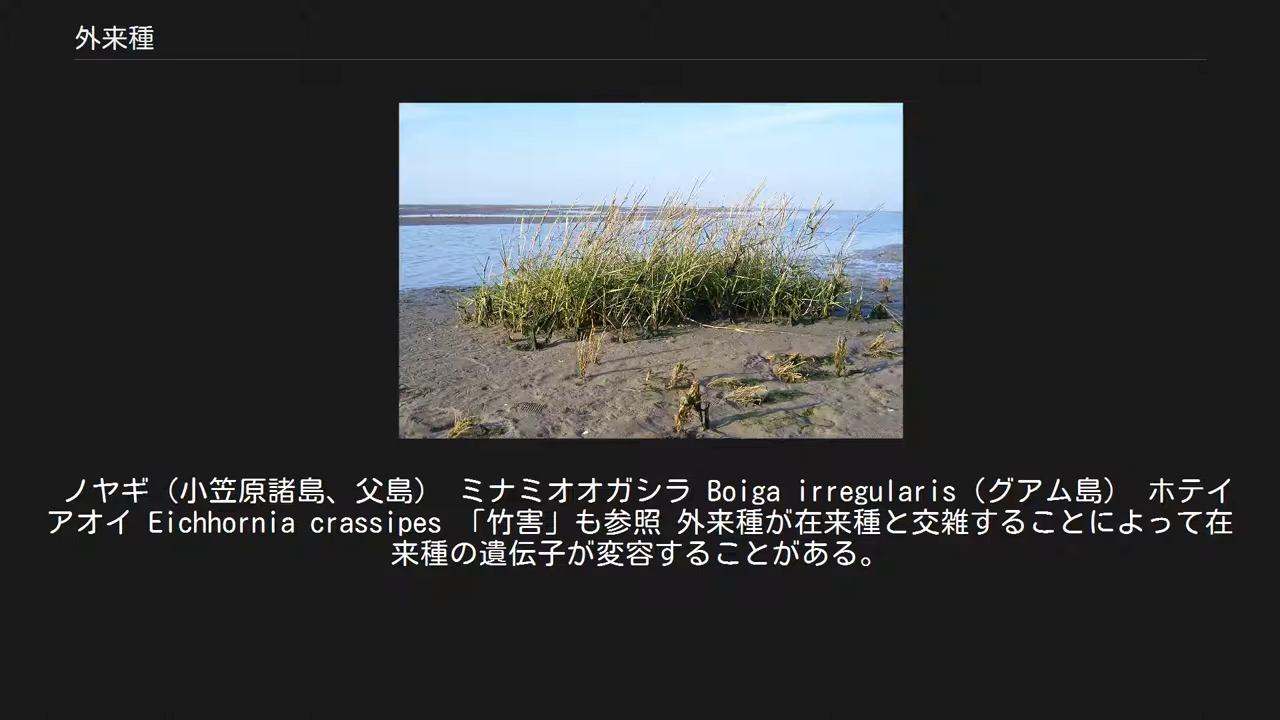 外来種
ノヤギ（小笠原諸島、父島） ミナミオオガシラ Boiga irregularis（グアム島） ホテイ
アオイ Eichhornia crassipes 「竹害」も参照 外来種が在来種と交雑することによって在
来種の遺伝子が変容することがある。